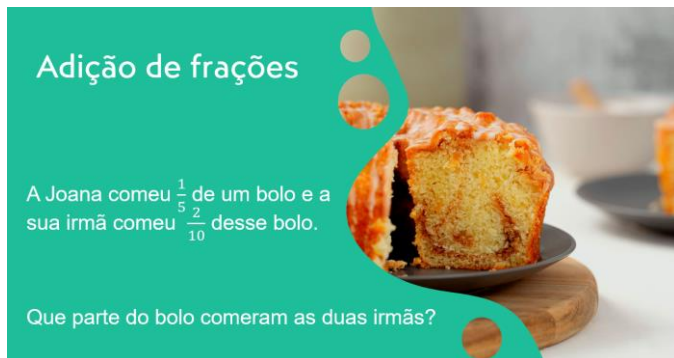 Adição de frações
A Joana comeu 1/5 de um bolo e a
sua irmã comeu 2/10 desse bolo.
Que parte do bolo comeram as duas irmãs?